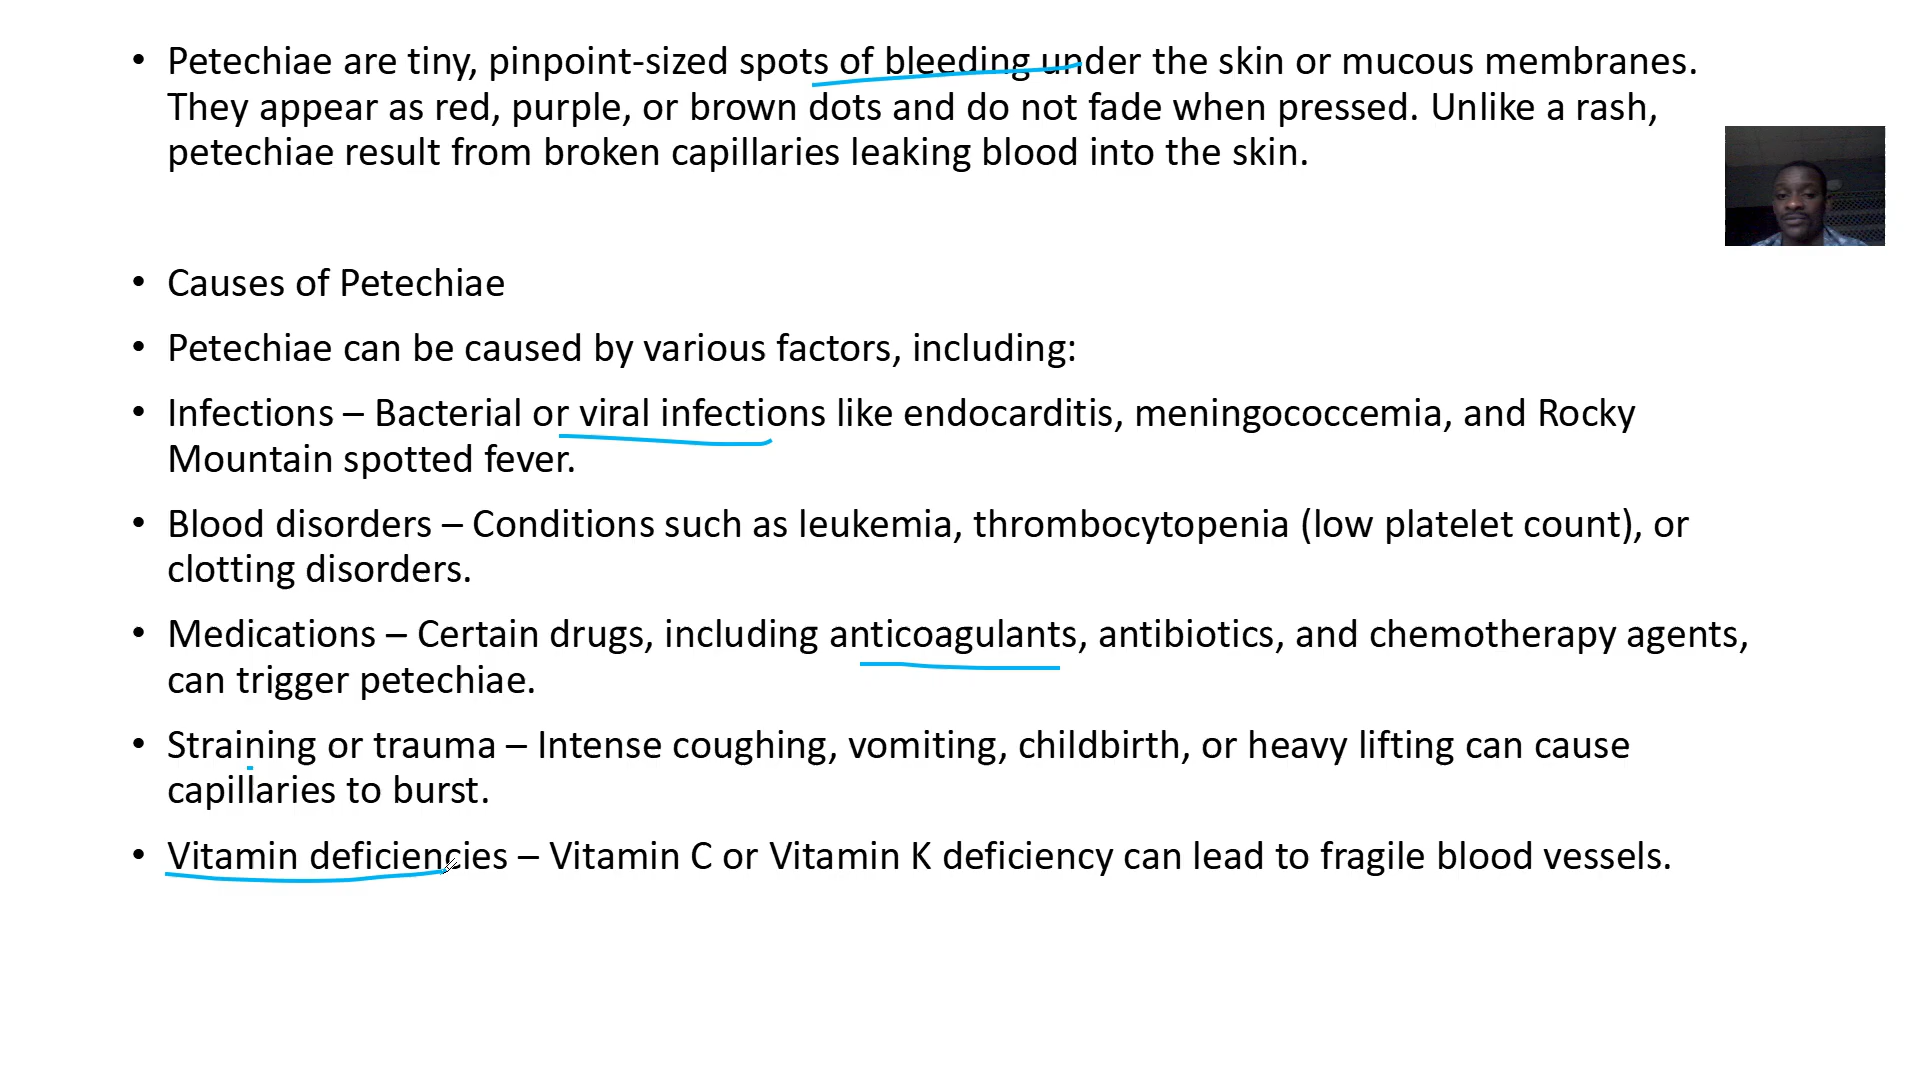 • Petechiae are tiny, pinpoint-sized spots of bleeding under the skin or mucous membranes.
They appear as red, purple, or brown dots and do not fade when pressed. Unlike a rash,
petechiae result from broken capillaries leaking blood into the skin.
• Causes of Petechiae
• Petechiae can be caused by various factors, including:
• Infections – Bacterial or viral infections like endocarditis, meningococcemia, and Rocky
Mountain spotted fever.
• Blood disorders – Conditions such as leukemia, thrombocytopenia (low platelet count), or
clotting disorders.
• Medications – Certain drugs, including anticoagulants, antibiotics, and chemotherapy agents,
can trigger petechiae.
• Straining or trauma – Intense coughing, vomiting, childbirth, or heavy lifting can cause
capillaries to burst.
• Vitamin deficiencies – Vitamin C or Vitamin K deficiency can lead to fragile blood vessels.